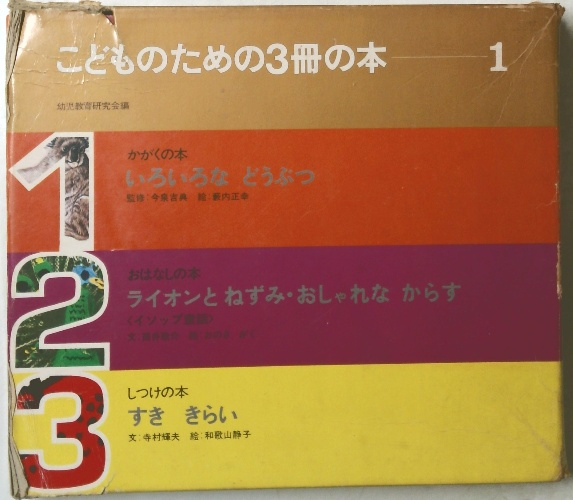 こどものための3冊の本 1
幼児教育研究会編
1
かがくの本
いろいろな どうぶつ
監修:今泉吉典 絵:藪内正幸
2
おはなしの本
ライオンと ねずみ・おしゃれな からす
〈イソップ童話〉
3
しつけの本
すき きらい
文:寺村輝夫 絵:和歌山静子